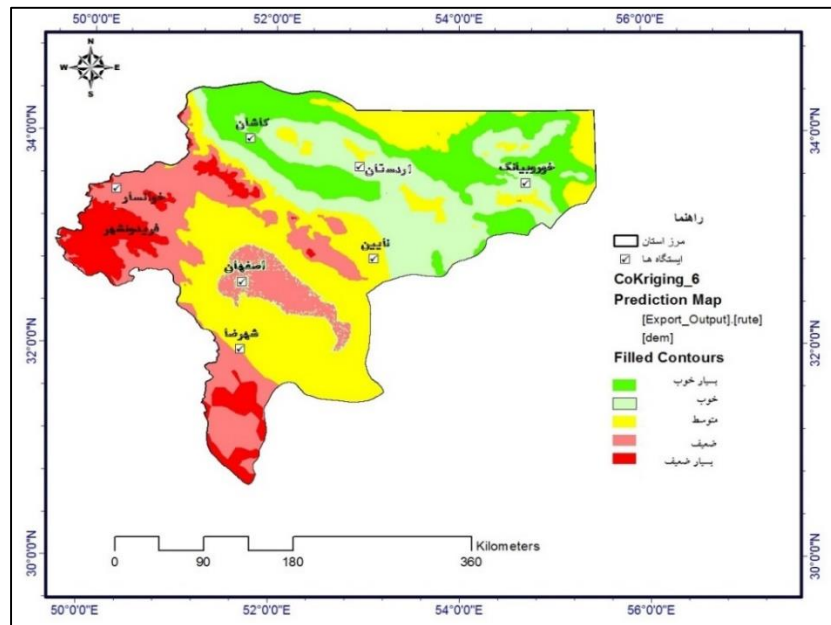 50°0'0"E 52°0'0"E 54°0'0"E 56°0'0"E
N
W E
S
34°0'0"N
32°0'0"N
30°0'0"N
34°0'0"N
32°0'0"N
30°0'0"N
کاشان
اردستان
خوروبیانک
خوانسار
فریدونشهر
نایین
اصفهان
شهرضا
راهنما
مرز استان
ایستگاه ها
CoKriging_6
Prediction Map
[Export_Output].[rute]
[dem]
Filled Contours
بسیار خوب
خوب
متوسط
ضعیف
بسیار ضعیف
Kilometers
0 90 180 360
50°0'0"E 52°0'0"E 54°0'0"E 56°0'0"E